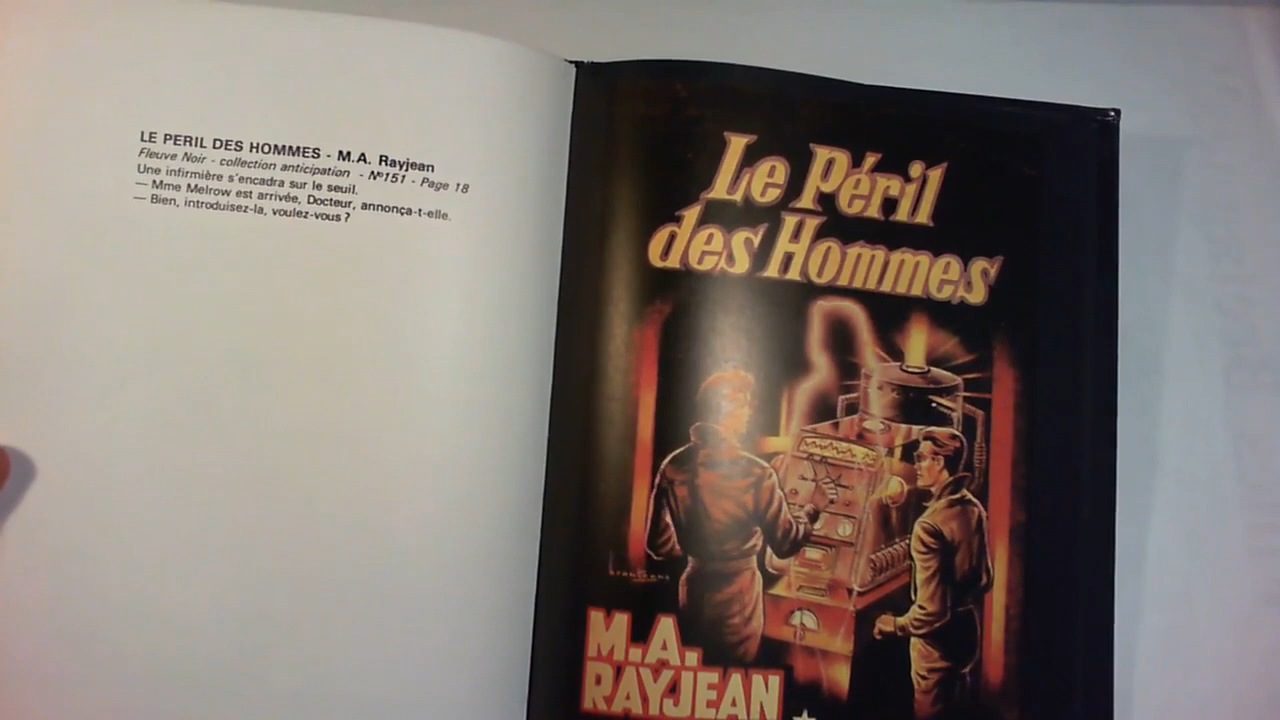 LE PERIL DES HOMMES - M.A. Rayjean
Fleuve Noir - collection anticipation - Nº151 - Page 18
Une infirmière s'encadra sur le seuil.
— Mme Melrow est arrivée, Docteur, annonça-t-elle.
— Bien, introduisez-la, voulez-vous ?
Le Péril
des Hommes
M.A.
RAYJEAN